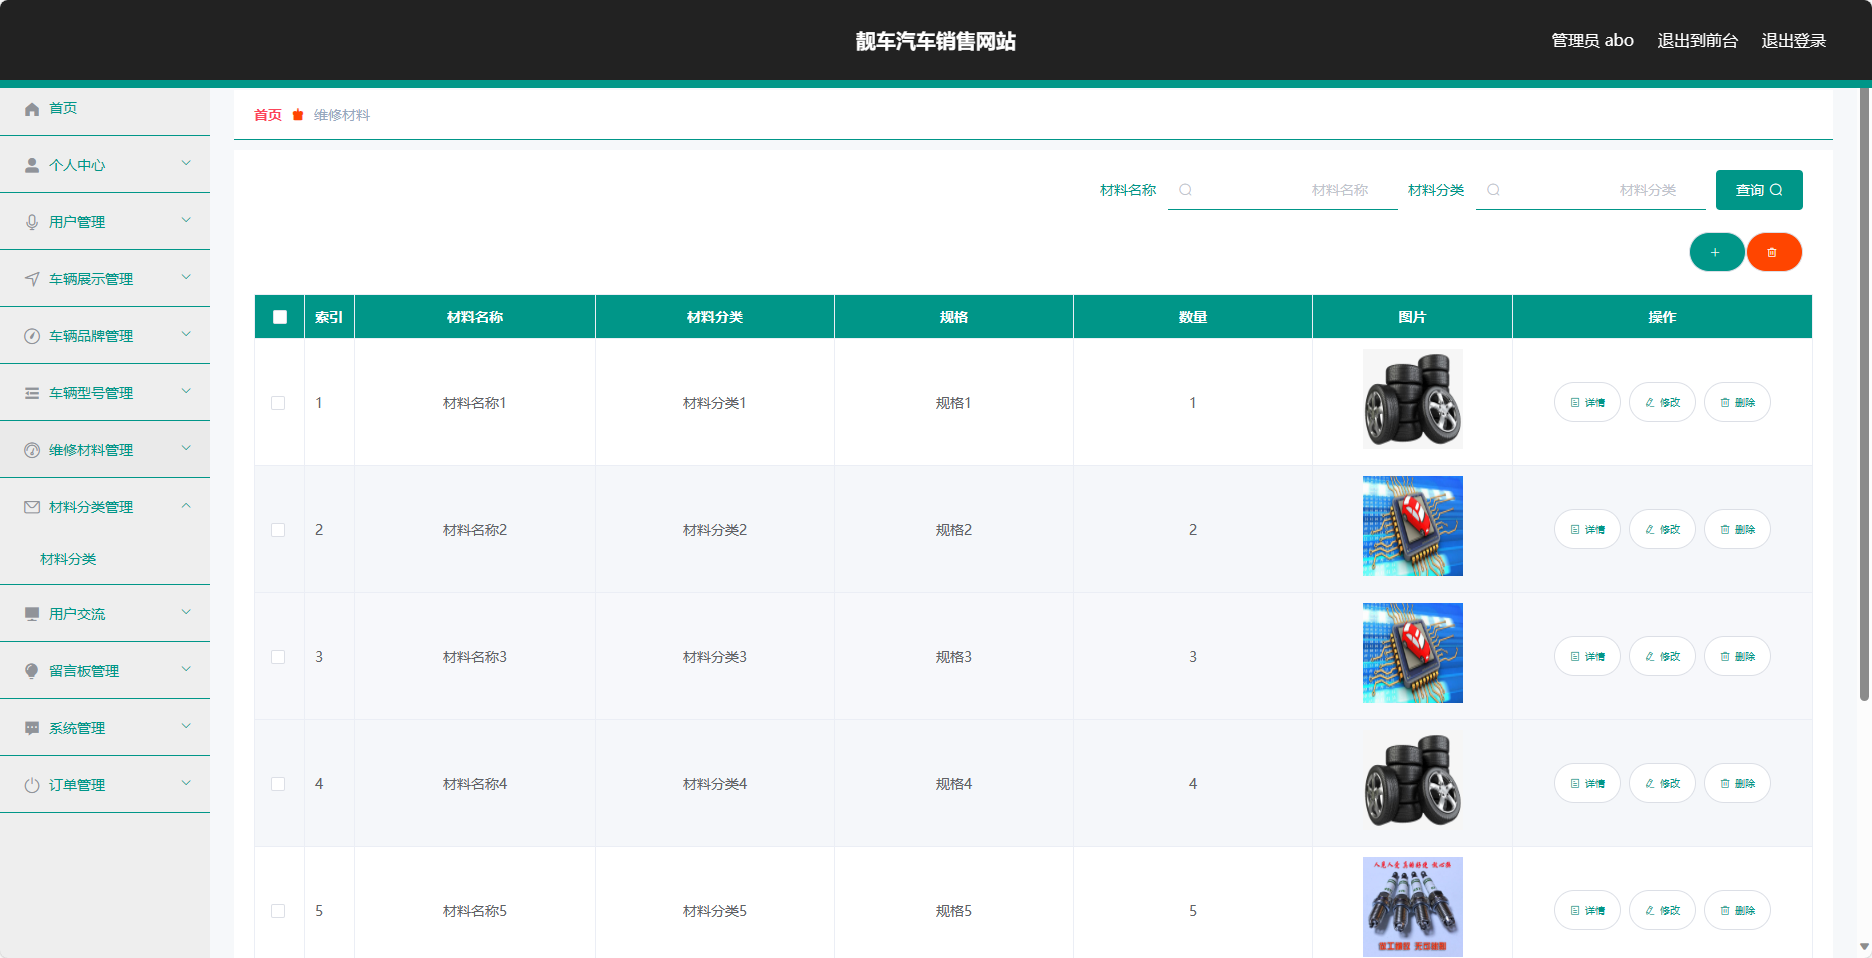 靓车汽车销售网站
管理员 abo 退出到前台 退出登录
首页
个人中心
用户管理
车辆展示管理
车辆品牌管理
车辆型号管理
维修材料管理
材料分类管理
材料分类
用户交流
留言板管理
系统管理
订单管理
首页 维修材料
材料名称 材料名称 材料分类 材料分类 查询
索引 材料名称 材料分类 规格 数量 图片 操作
1 材料名称1 材料分类1 规格1 1 详情 修改 删除
2 材料名称2 材料分类2 规格2 2 详情 修改 删除
3 材料名称3 材料分类3 规格3 3 详情 修改 删除
4 材料名称4 材料分类4 规格4 4 详情 修改 删除
5 材料名称5 材料分类5 规格5 5 详情 修改 删除